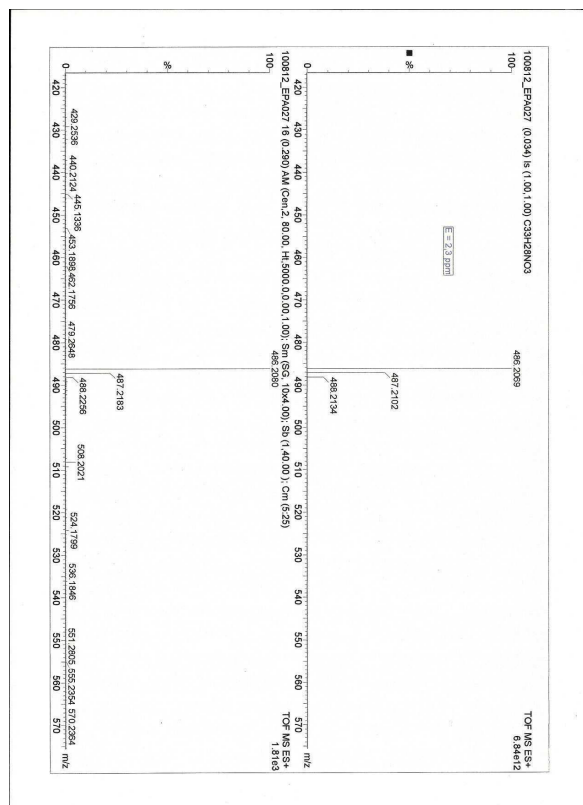 100812_EPA027 (0.034) Is (1.00,1.00) C33H28NO3
TOF MS ES+
6.84e12
100
%
0
486.2069
487.2102
488.2134
E = 2.3 ppm
420 430 440 450 460 470 480 490 500 510 520 530 540 550 560 570
m/z
100812_EPA027 16 (0.290) AM (Cen,2, 80.00, Ht,5000.0,0.00,1.00); Sm (SG, 10x4.00); Sb (1,40.00 ); Cm (5:25)
TOF MS ES+
1.81e3
100
%
0
486.2080
487.2183
488.2256
429.2536 440.2124 445.1336 453.1898 462.1756 479.2648 508.2021 524.1799 536.1846 551.2805 555.2354 570.2364
420 430 440 450 460 470 480 490 500 510 520 530 540 550 560 570
m/z